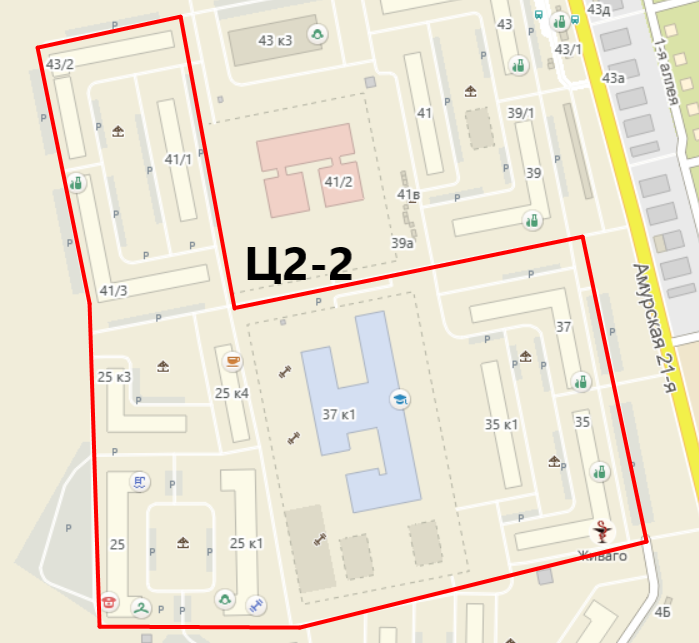 43д
43
43 к3
43/1
43/2
1-я аллея
P
43а
41
39/1
P
P
P
P
P
41/1
P
P
41/2
39
P
P
41в
P
P
39а
P
P
41/3
Ц2-2
Амурская 21-я
P
P
P
P
37
P
P
25 к3
25 к4
P
37 к1
35 к1
35
P
P
P
P
P
P
25
25 к1
P
P
P
Живаго
P
P
4Б